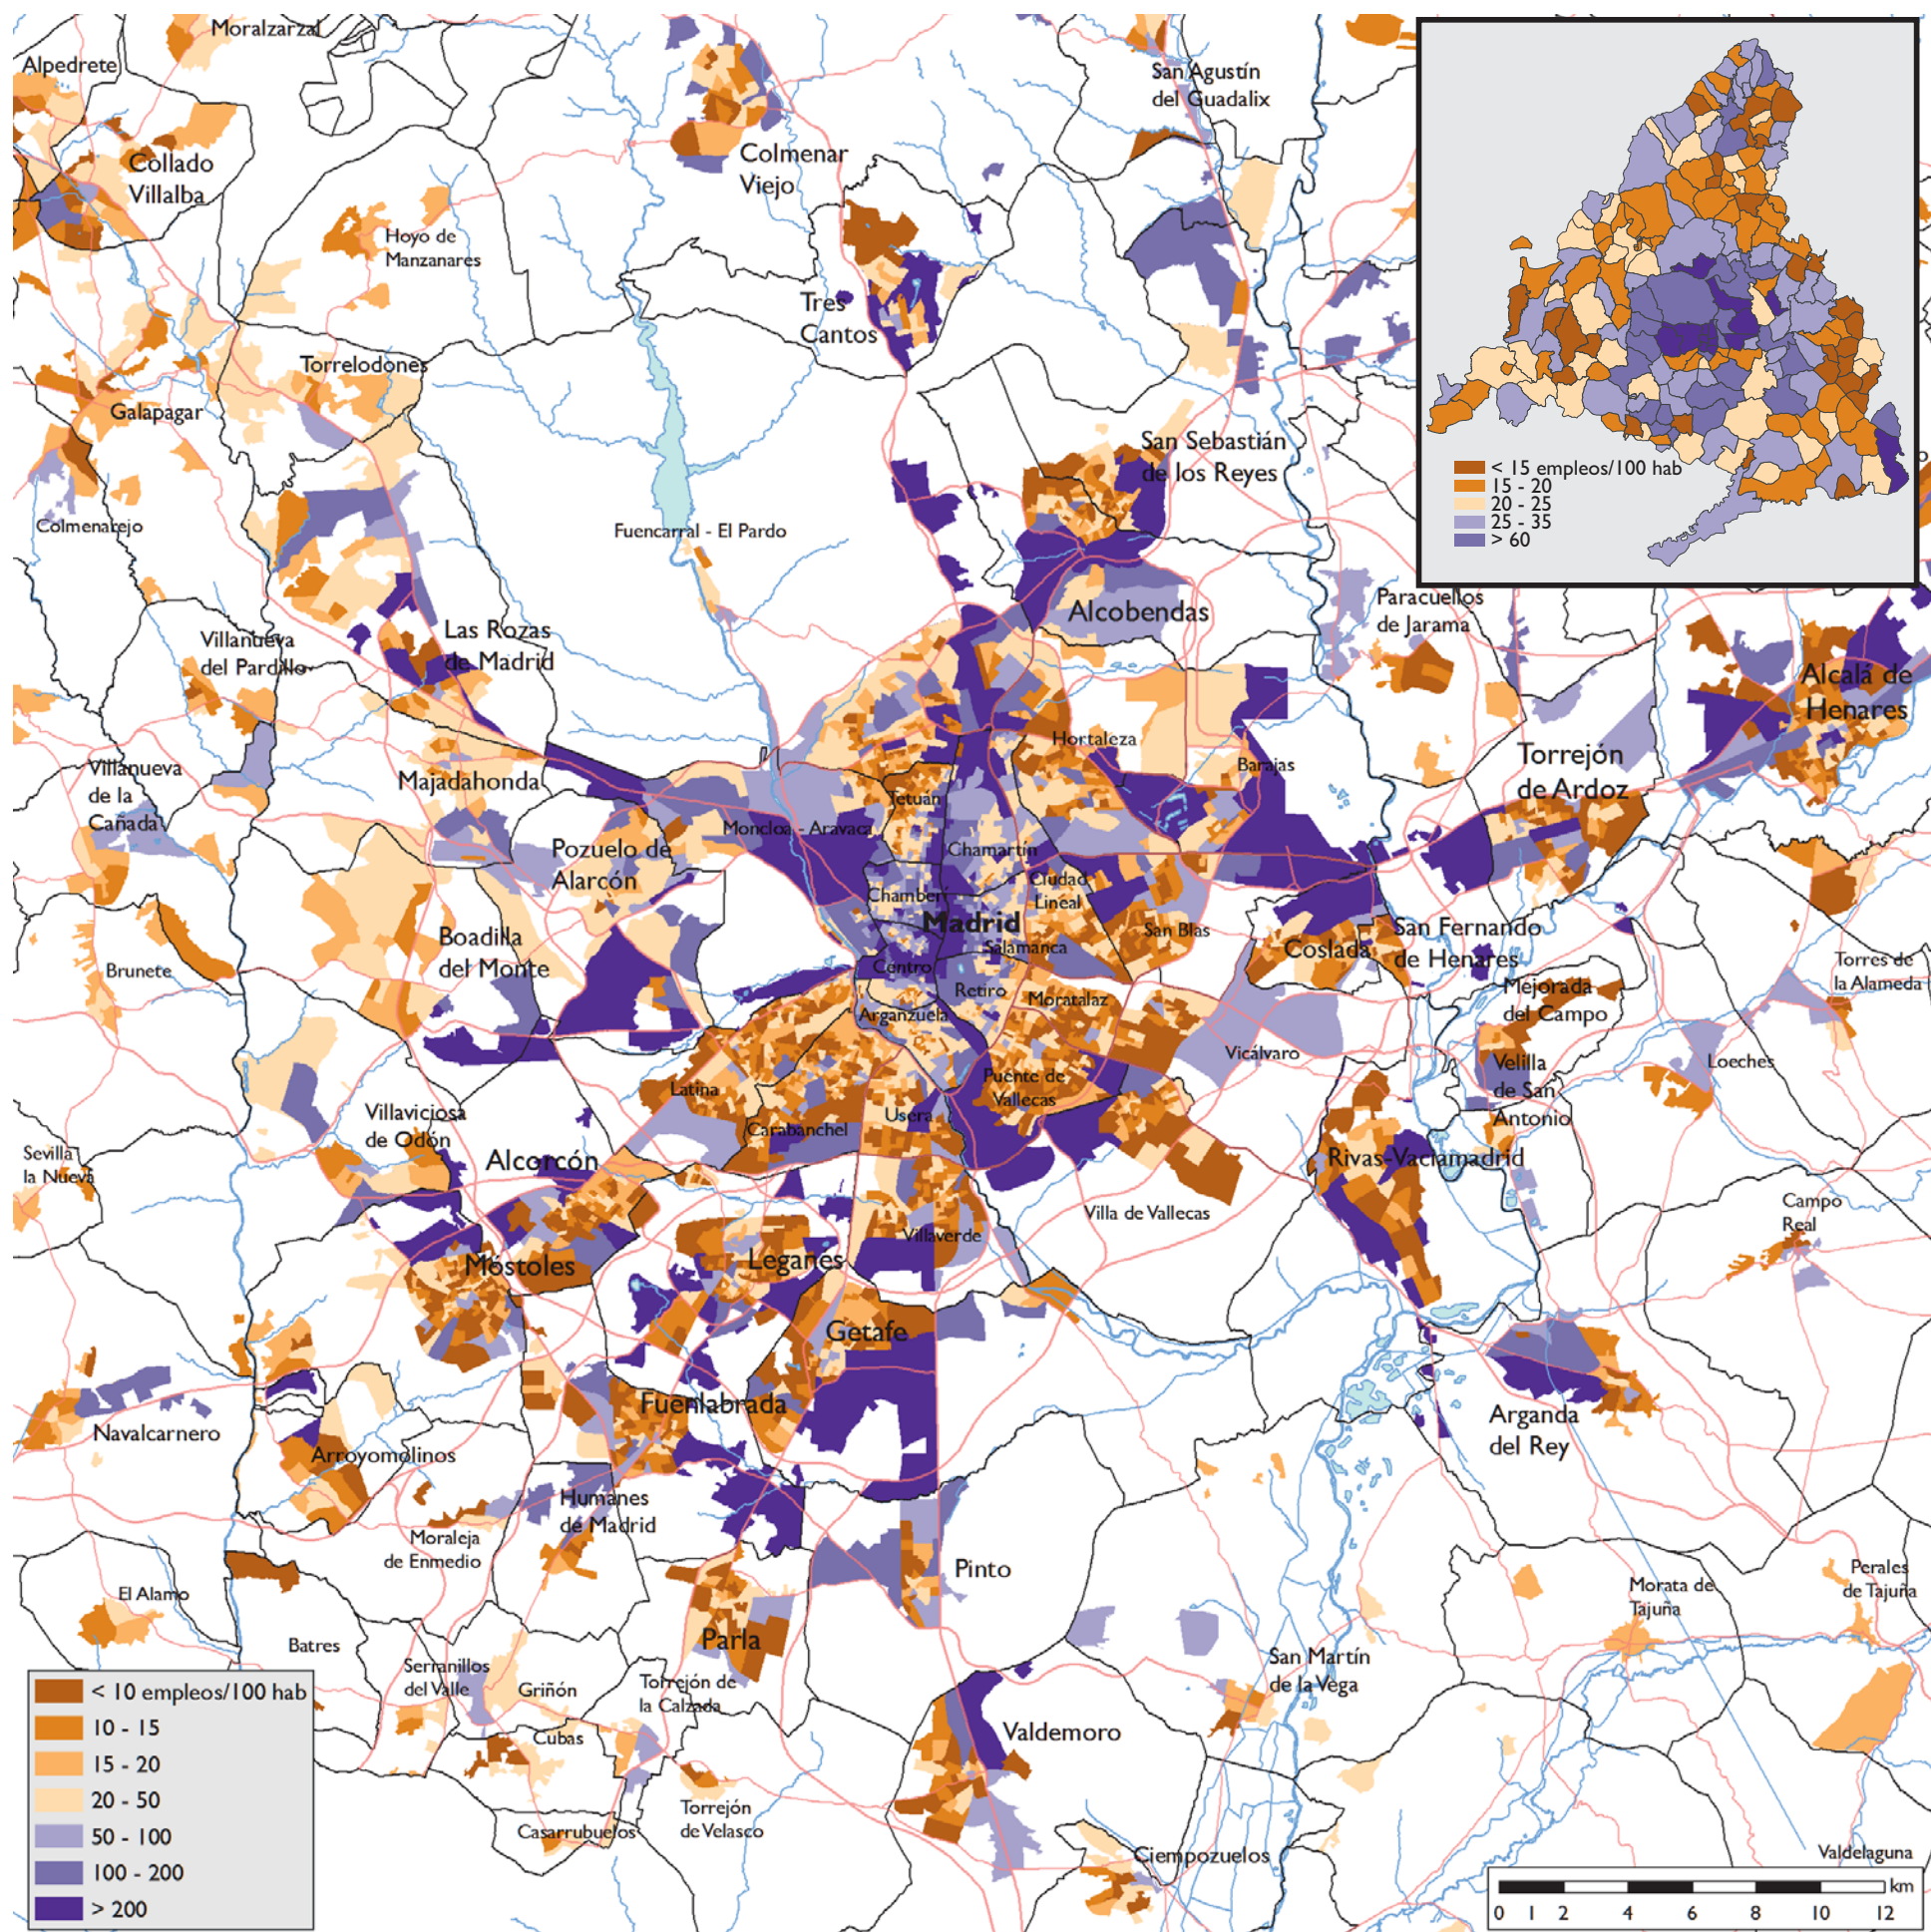 Moralzarzal
Alpedrete
San Agustín
del Guadalix
Collado
Villalba
Colmenar
Viejo
Hoyo de
Manzanares
Tres
Cantos
Torrelodones
Galapagar
San Sebastián
de los Reyes
< 15 empleos/100 hab
15 - 20
20 - 25
25 - 35
> 60
Colmenarejo
Fuencarral - El Pardo
Alcobendas
Paracuellos
de Jarama
Villanueva
del Pardillo
Las Rozas
de Madrid
Alcalá de
Henares
Hortaleza
Barajas
Torrejón
de Ardoz
Villanueva
de la
Cañada
Majadahonda
Tetuán
Moncloa - Aravaca
Chamartín
Pozuelo de
Alarcón
Ciudad
Lineal
Chamberí
Madrid
San Blas
Salamanca
Coslada
San Fernando
de Henares
Boadilla
del Monte
Brunete
Centro
Retiro
Moratalaz
Arganzuela
Mejorada
del Campo
Torres de
la Alameda
Vicálvaro
Velilla
de San
Antonio
Loeches
Latina
Puente de
Vallecas
Usera
Carabanchel
Villaviciosa
de Odón
Sevilla
la Nueva
Alcorcón
Rivas-Vaciamadrid
Villa de Vallecas
Campo
Real
Villaverde
Móstoles
Leganés
Getafe
Fuenlabrada
Navalcarnero
Arroyomolinos
Arganda
del Rey
Humanes
de Madrid
Moraleja
de Enmedio
Pinto
El Alamo
Morata de
Tajuña
Perales
de Tajuña
Batres
Parla
Serranillos
del Valle
Griñón
Torrejón de
la Calzada
San Martín
de la Vega
Cubas
Valdemoro
Torrejón
de Velasco
Casarrubuelos
Ciempozuelos
Valdelaguna
< 10 empleos/100 hab
10 - 15
15 - 20
20 - 50
50 - 100
100 - 200
> 200
km
0 1 2 4 6 8 10 12